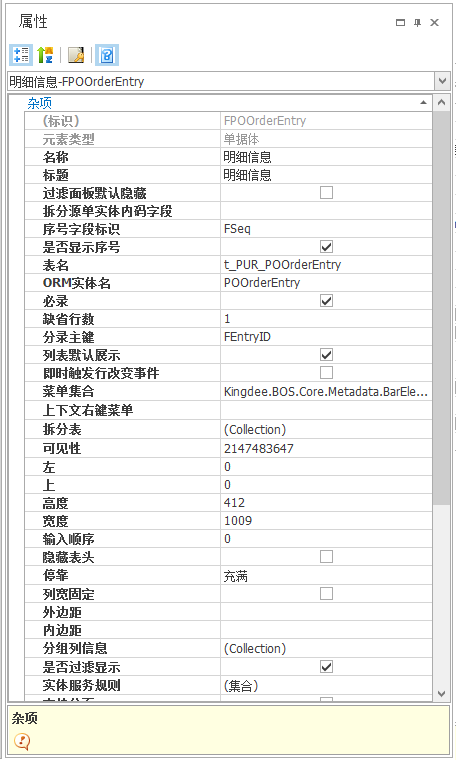 属性
明细信息-FPOOrderEntry
杂项
(标识) FPOOrderEntry
元素类型 单据体
名称 明细信息
标题 明细信息
过滤面板默认隐藏
拆分源单实体内码字段
序号字段标识 FSeq
是否显示序号
表名 t_PUR_POOrderEntry
ORM实体名 POOrderEntry
必录
缺省行数 1
分录主键 FEntryID
列表默认展示
即时触发行改变事件
菜单集合 Kingdee.BOS.Core.Metadata.BarEle...
上下文右键菜单
拆分表 (Collection)
可见性 2147483647
左 0
上 0
高度 412
宽度 1009
输入顺序 0
隐藏表头
停靠 充满
列宽固定
外边距
内边距
分组列信息 (Collection)
是否过滤显示
实体服务规则 (集合)
杂项